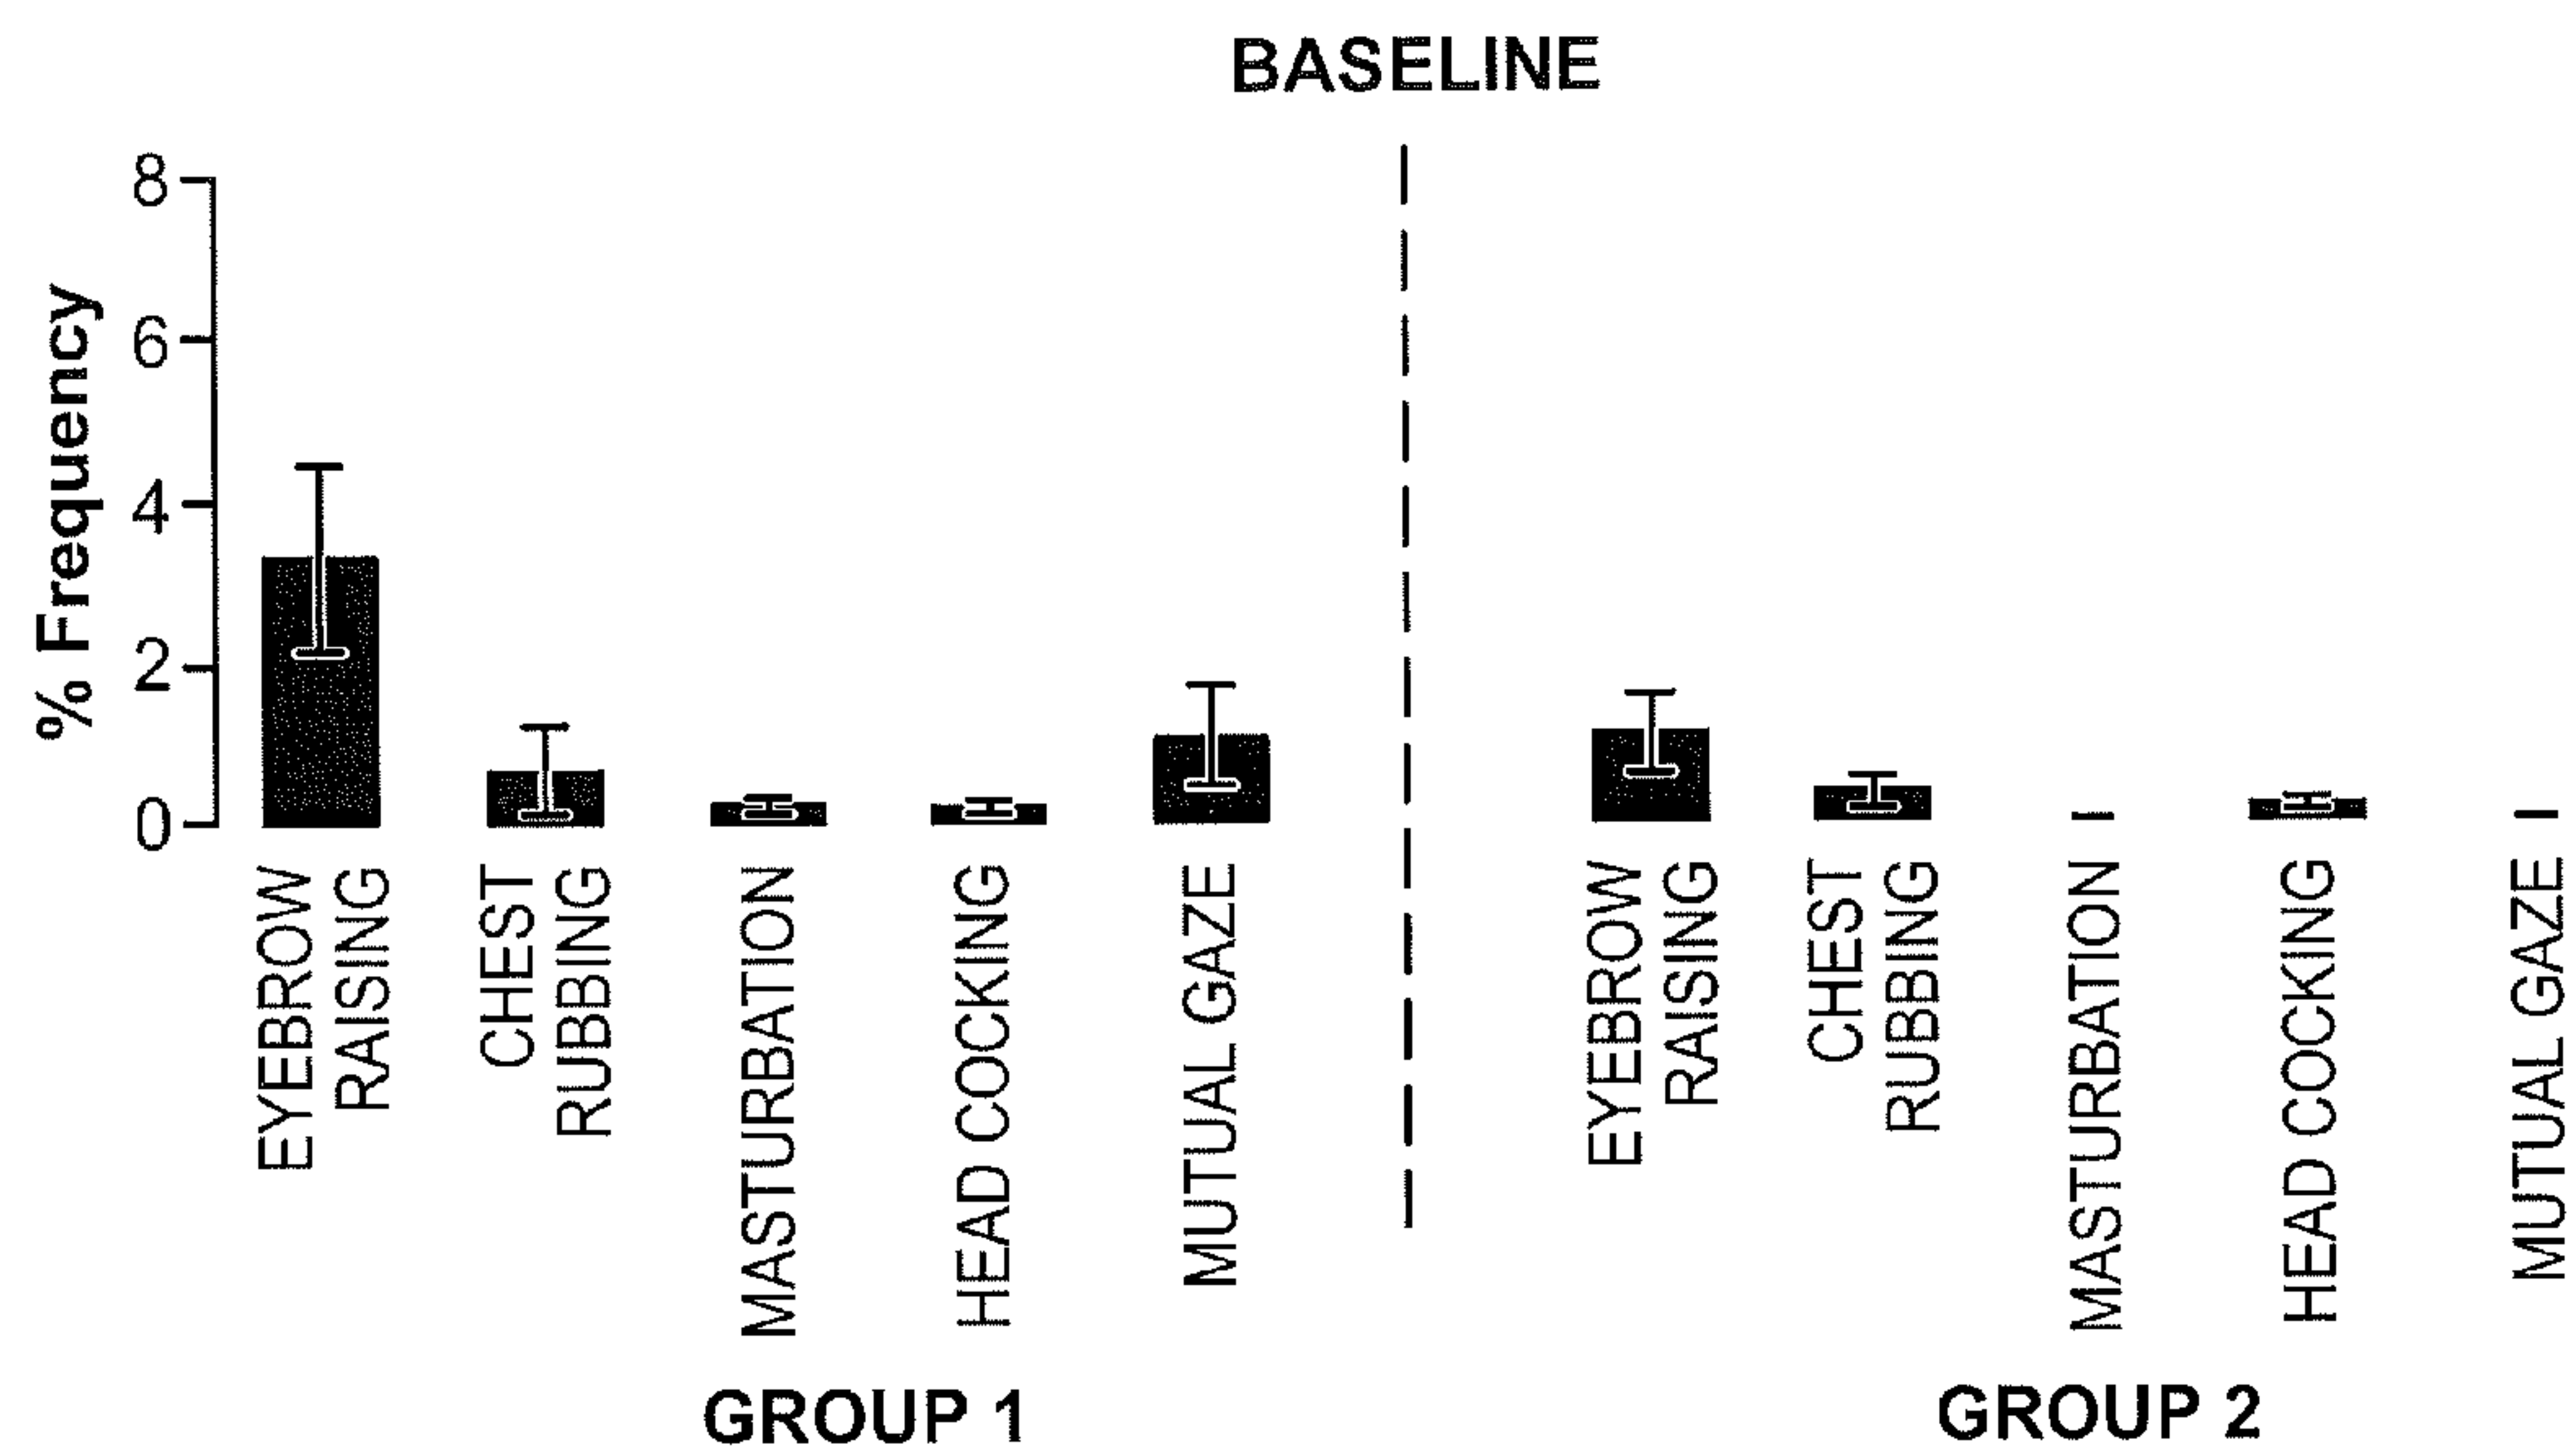 BASELINE
% Frequency
8
6
4
2
0
EYEBROW
RAISING
CHEST
RUBBING
MASTURBATION
HEAD COCKING
MUTUAL GAZE
EYEBROW
RAISING
CHEST
RUBBING
MASTURBATION
HEAD COCKING
MUTUAL GAZE
GROUP 1
GROUP 2